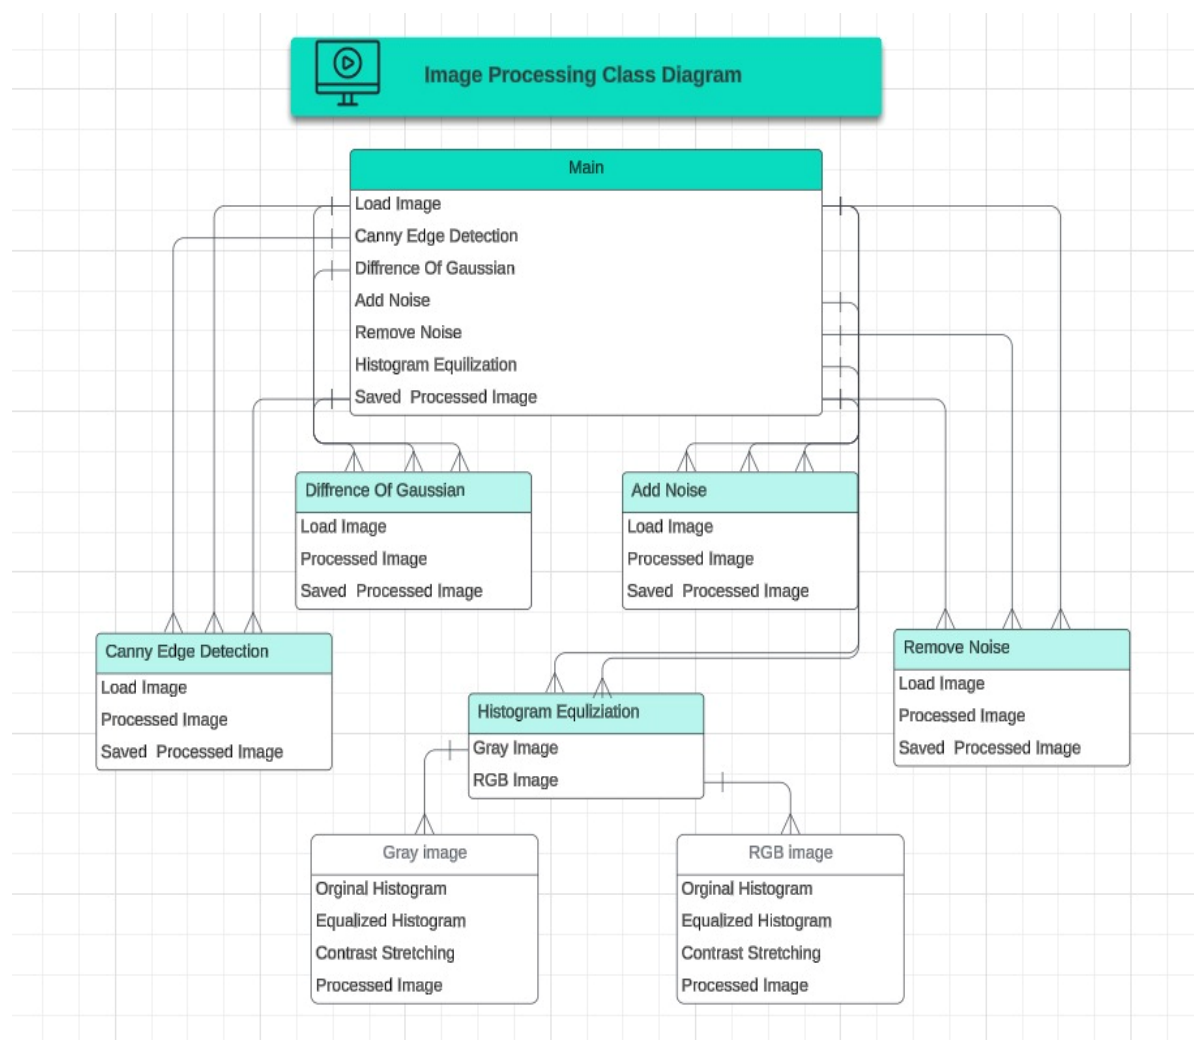 Image Processing Class Diagram
Main
Load Image
Canny Edge Detection
Diffrence Of Gaussian
Add Noise
Remove Noise
Histogram Equilization
Saved  Processed Image
Diffrence Of Gaussian
Load Image
Processed Image
Saved  Processed Image
Add Noise
Load Image
Processed Image
Saved  Processed Image
Canny Edge Detection
Load Image
Processed Image
Saved  Processed Image
Remove Noise
Load Image
Processed Image
Saved  Processed Image
Histogram Equliziation
Gray Image
RGB Image
Gray image
Orginal Histogram
Equalized Histogram
Contrast Stretching
Processed Image
RGB image
Orginal Histogram
Equalized Histogram
Contrast Stretching
Processed Image